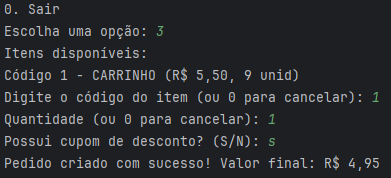 0. Sair
Escolha uma opção: 3
Itens disponíveis:
Código 1 - CARRINHO (R$ 5,50, 9 unid)
Digite o código do item (ou 0 para cancelar): 1
Quantidade (ou 0 para cancelar): 1
Possui cupom de desconto? (S/N): s
Pedido criado com sucesso! Valor final: R$ 4,95